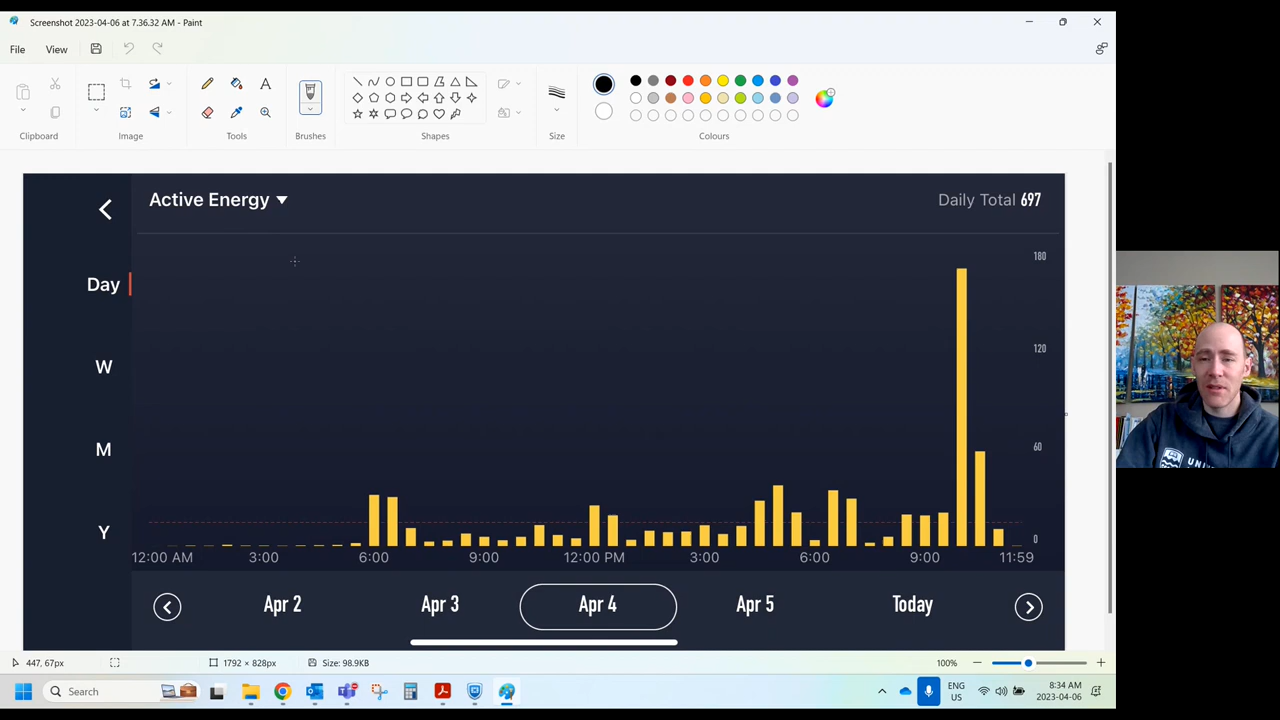 Screenshot 2023-04-06 at 7.36.32 AM - Paint
File View
Clipboard Image Tools Brushes Shapes Size Colours
Active Energy Daily Total 697
180
Day
120
W
M
60
Y
0
12:00 AM 3:00 6:00 9:00 12:00 PM 3:00 6:00 9:00 11:59
Apr 2 Apr 3 Apr 4 Apr 5 Today
447, 67px 1792 × 828px Size: 98.9KB 100%
Search ENG US 8:34 AM 2023-04-06